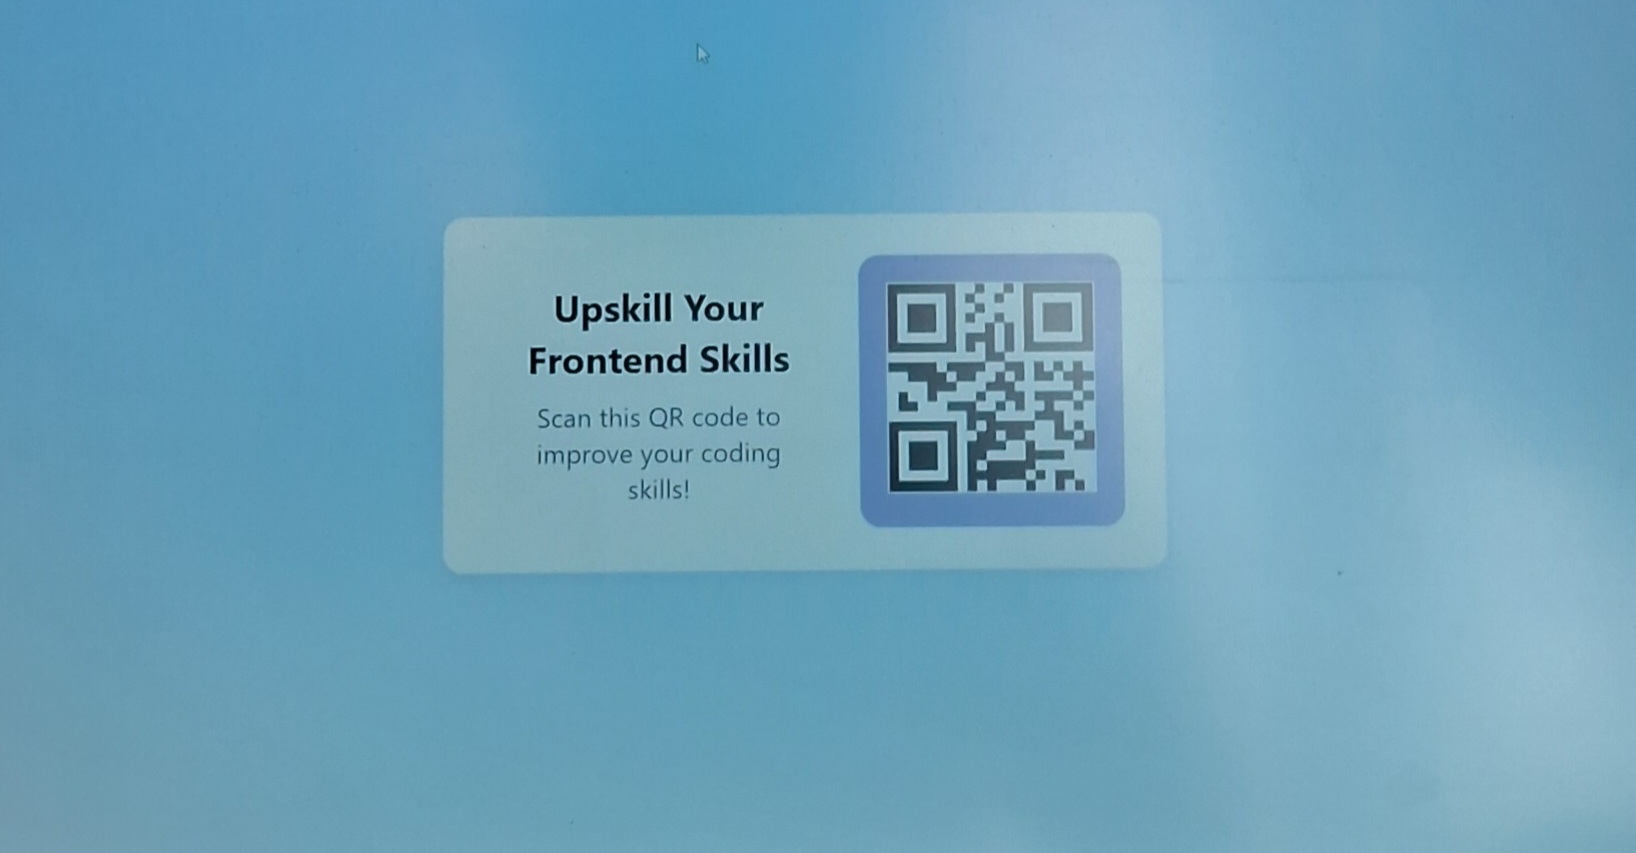 Upskill Your
Frontend Skills
Scan this QR code to
improve your coding
skills!